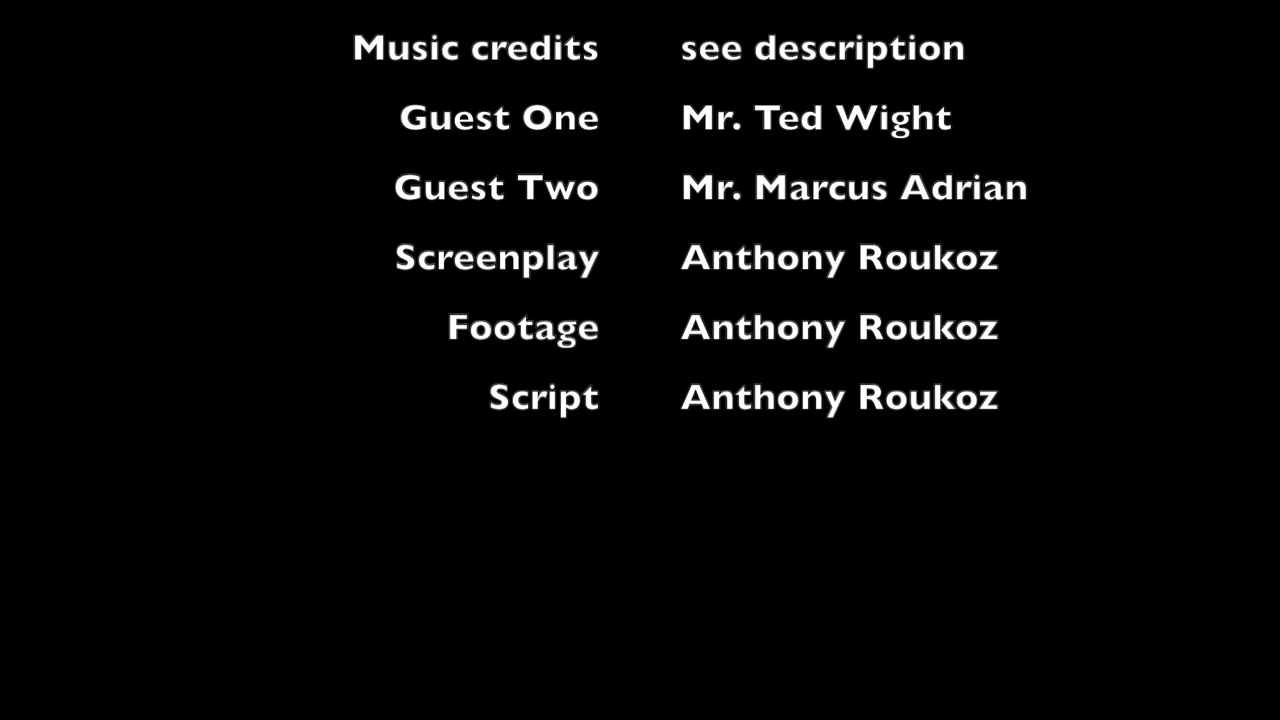 Music credits see description
Guest One Mr. Ted Wight
Guest Two Mr. Marcus Adrian
Screenplay Anthony Roukoz
Footage Anthony Roukoz
Script Anthony Roukoz